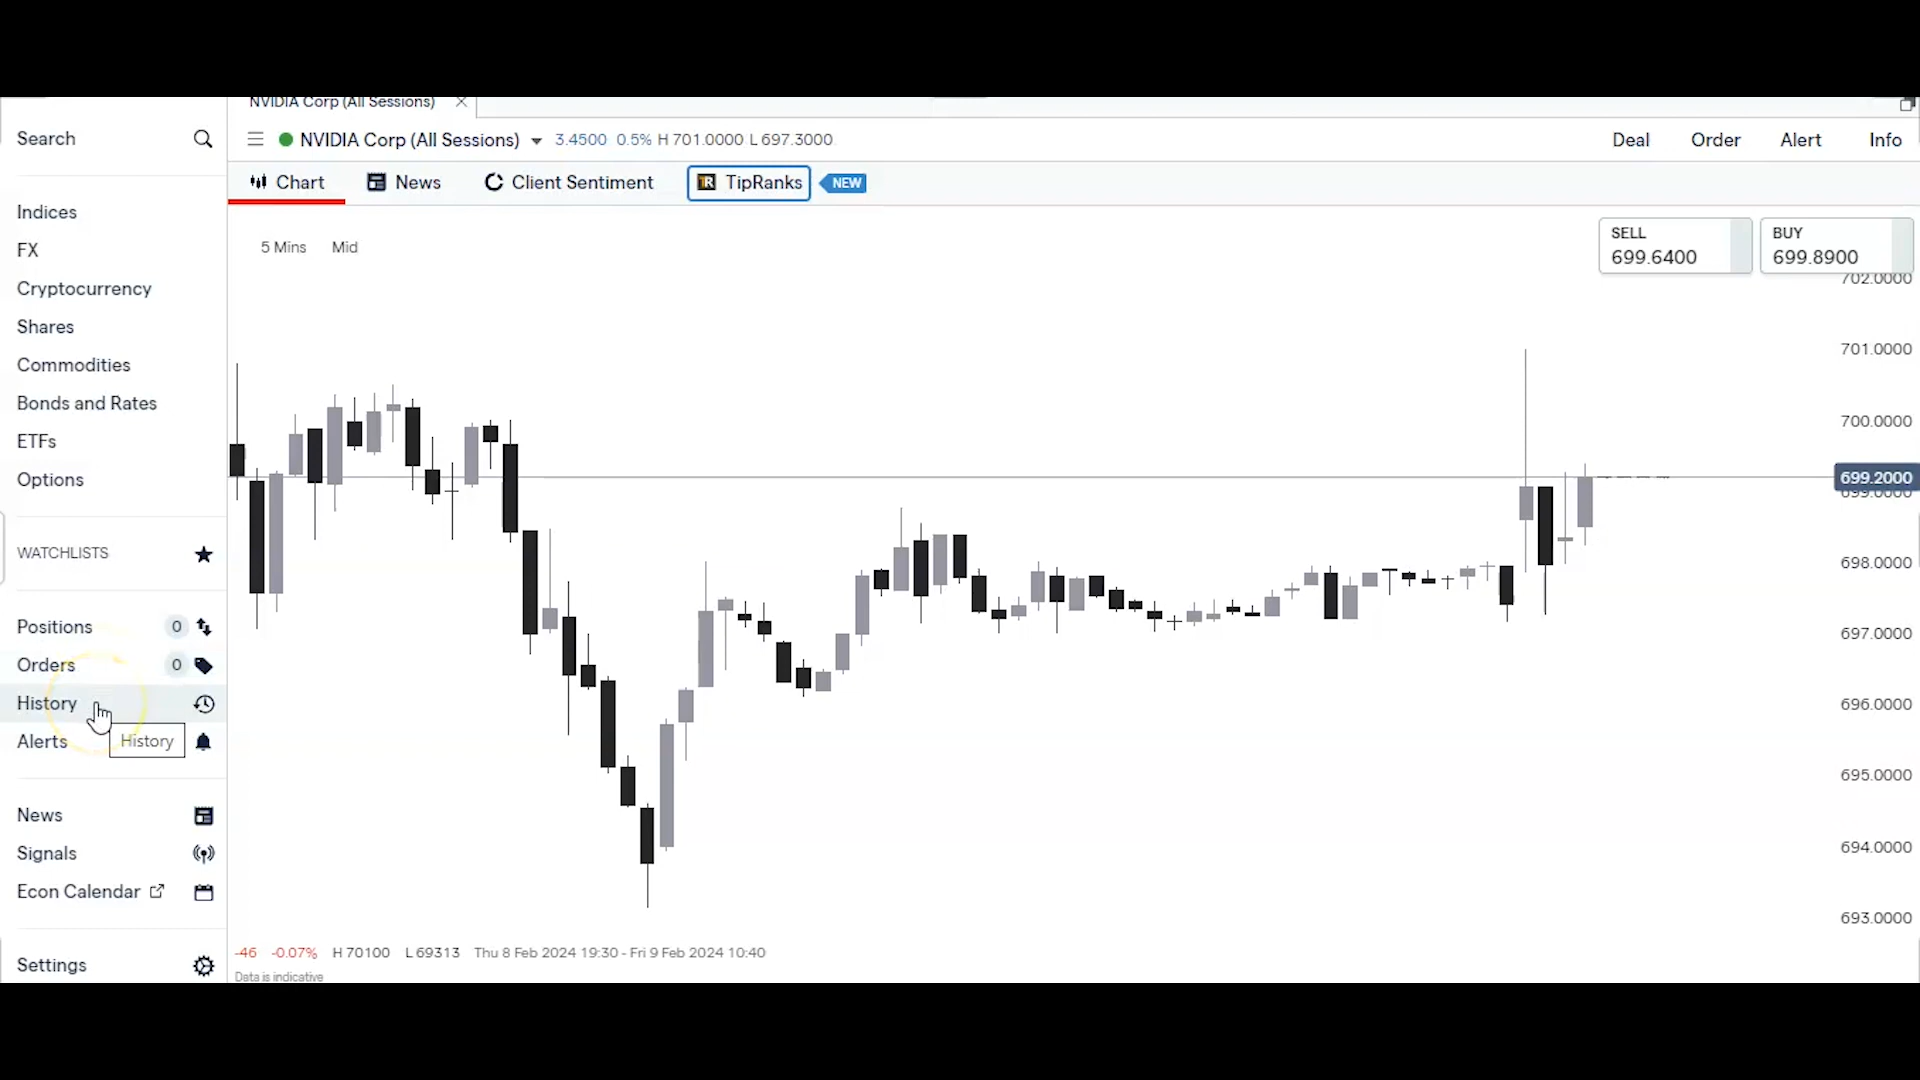 NVIDIA Corp (All Sessions)
Search
NVIDIA Corp (All Sessions) 3.4500 0.5% H 701.0000 L 697.3000
Deal Order Alert Info
Chart News Client Sentiment TipRanks NEW
Indices
FX
Cryptocurrency
Shares
Commodities
Bonds and Rates
ETFs
Options
WATCHLISTS
Positions 0
Orders 0
History
Alerts
History
News
Signals
Econ Calendar
Settings
5 Mins Mid
SELL
699.6400
BUY
699.8900
702.0000
701.0000
700.0000
699.2000
699.0000
698.0000
697.0000
696.0000
695.0000
694.0000
693.0000
-46 -0.07% H 70100 L 69313 Thu 8 Feb 2024 19:30 - Fri 9 Feb 2024 10:40
Data is indicative